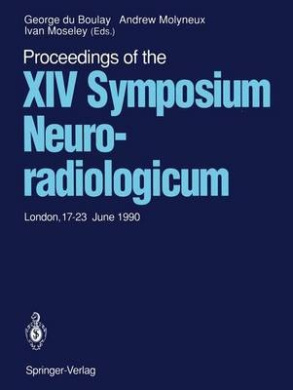 George du Boulay Andrew Molyneux
Ivan Moseley (Eds.)
Proceedings of the
XIV Symposium
Neuro-
radiologicum
London, 17-23 June 1990
Springer-Verlag